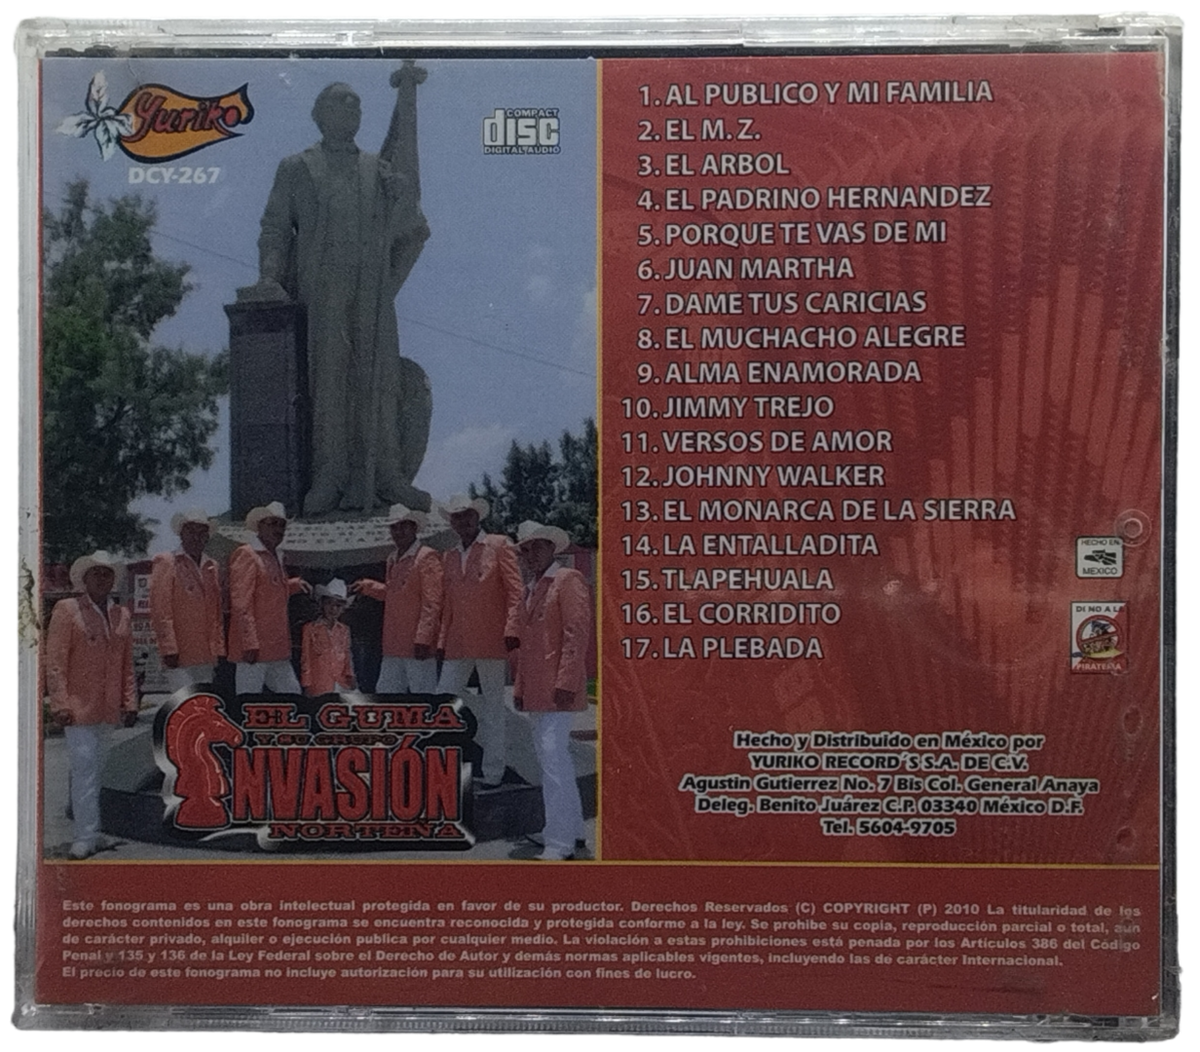 Yuriko
DCY-267
COMPACT
disc
DIGITAL AUDIO
1. AL PUBLICO Y MI FAMILIA
2. EL M. Z.
3. EL ARBOL
4. EL PADRINO HERNANDEZ
5. PORQUE TE VAS DE MI
6. JUAN MARTHA
7. DAME TUS CARICIAS
8. EL MUCHACHO ALEGRE
9. ALMA ENAMORADA
10. JIMMY TREJO
11. VERSOS DE AMOR
12. JOHNNY WALKER
13. EL MONARCA DE LA SIERRA
14. LA ENTALLADITA
15. TLAPEHUALA
16. EL CORRIDITO
17. LA PLEBADA
HECHO EN
MEXICO
DI NO A LA
PIRATERIA
EL GUMA
Y SU GRUPO
INVASIÓN
NORTEÑA
Hecho y Distribuido en México por
YURIKO RECORD´S S.A. DE C.V.
Agustin Gutierrez No. 7 Bis Col. General Anaya
Deleg. Benito Juárez C.P. 03340 México D.F.
Tel. 5604-9705
Este fonograma es una obra intelectual protegida en favor de su productor. Derechos Reservados (C) COPYRIGHT (P) 2010 La titularidad de los
derechos contenidos en este fonograma se encuentra reconocida y protegida conforme a la ley. Se prohibe su copia, reproducción parcial o total, aún
de carácter privado, alquiler o ejecución publica por cualquier medio. La violación a estas prohibiciones está penada por los Artículos 386 del Código
Penal y 135 y 136 de la Ley Federal sobre el Derecho de Autor y demás normas aplicables vigentes, incluyendo las de carácter Internacional.
El precio de este fonograma no incluye autorización para su utilización con fines de lucro.